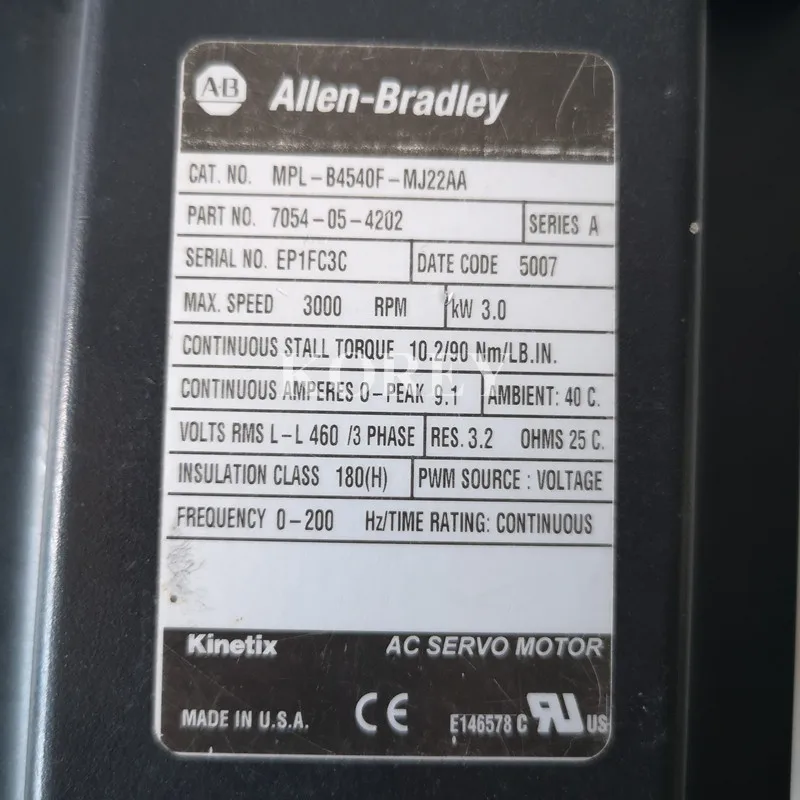 A-B Allen-Bradley
CAT. NO. MPL-B4540F-MJ22AA
PART NO. 7054-05-4202 SERIES A
SERIAL NO. EP1FC3C DATE CODE 5007
MAX. SPEED 3000 RPM kW 3.0
CONTINUOUS STALL TORQUE 10.2/90 Nm/LB.IN.
KOREY
CONTINUOUS AMPERES 0-PEAK 9.1 AMBIENT: 40 C.
VOLTS RMS L-L 460 /3 PHASE RES. 3.2 OHMS 25 C.
INSULATION CLASS 180(H) PWM SOURCE : VOLTAGE
FREQUENCY 0-200 Hz/TIME RATING: CONTINUOUS
Kinetix AC SERVO MOTOR
MADE IN U.S.A. CE E146578 C RU US